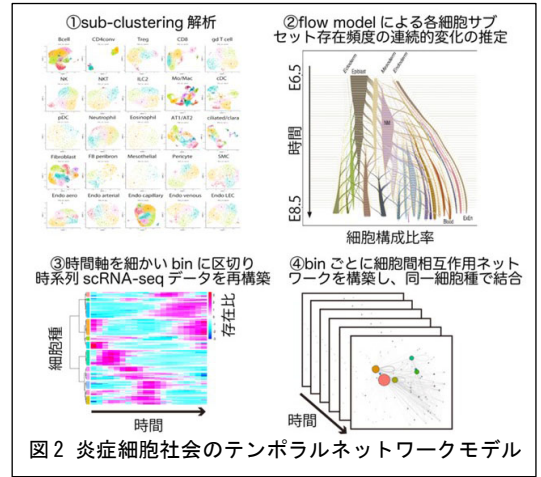 ①sub-clustering 解析
Bcell CD4conv Treg CD8 gd T cell
NK NKT ILC2 Mo/Mac cDC
pDC Neutrophil Eosinophil AT1/AT2 ciliated/clara
Fibroblast FB peribron Mesothelial Pericyte SMC
Endo aero Endo arterial Endo capillary Endo venous Endo LEC
②flow model による各細胞サブ
セット存在頻度の連続的変化の推定
Ectoderm Mesoderm Endoderm
Epiblast
E6.5
時間
E8.5
Blood
ExEn
細胞構成比率
③時間軸を細かい bin に区切り
時系列 scRNA-seq データを再構築
細胞種
存在比
時間
④bin ごとに細胞間相互作用ネット
ワークを構築し、同一細胞種で結合
時間
図2 炎症細胞社会のテンポラルネットワークモデル